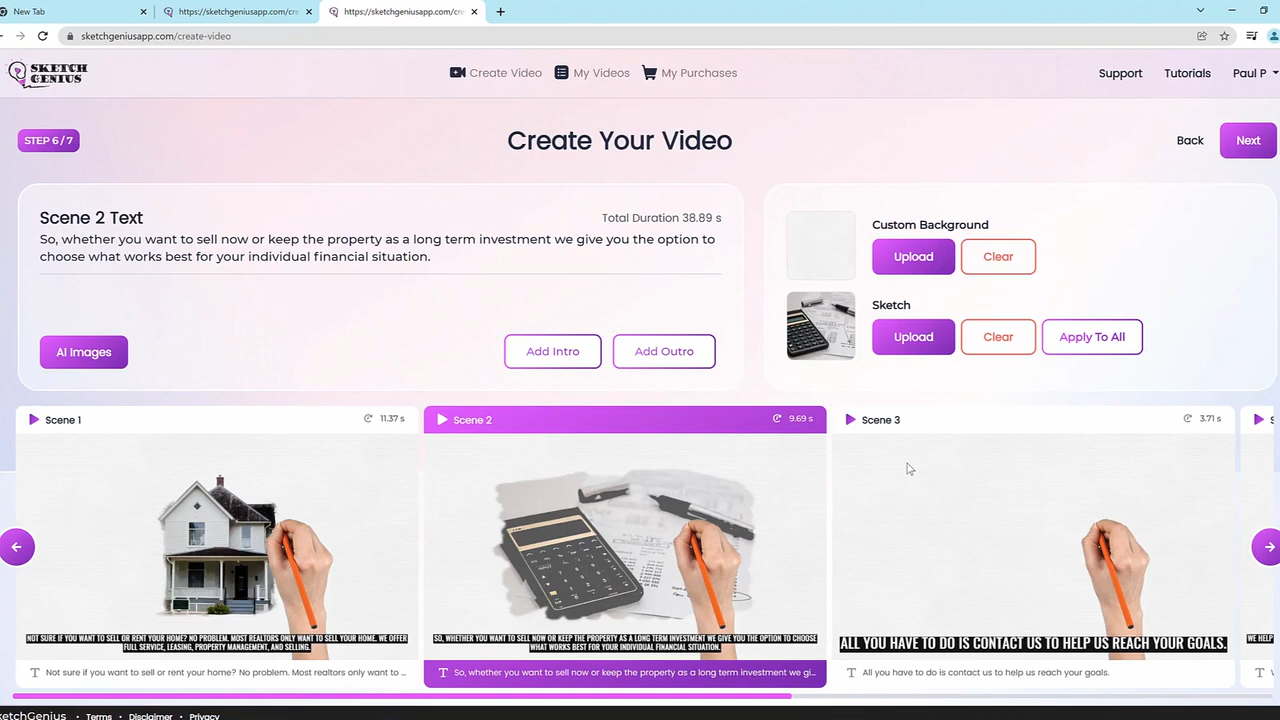 New Tab
https://sketchgeniusapp.com/cre
https://sketchgeniusapp.com/cre
sketchgeniusapp.com/create-video
SKETCH
GENIUS
Create Video
My Videos
My Purchases
Support
Tutorials
Paul P
STEP 6 / 7
Create Your Video
Back
Next
Scene 2 Text
Total Duration 38.89 s
So, whether you want to sell now or keep the property as a long term investment we give you the option to
choose what works best for your individual financial situation.
AI Images
Add Intro
Add Outro
Custom Background
Upload
Clear
Sketch
Upload
Clear
Apply To All
Scene 1
11.37 s
NOT SURE IF YOU WANT TO SELL OR RENT YOUR HOME? NO PROBLEM. MOST REALTORS ONLY WANT TO SELL YOUR HOME. WE OFFER
FULL SERVICE, LEASING, PROPERTY MANAGEMENT, AND SELLING.
Not sure if you want to sell or rent your home? No problem. Most realtors only want to ...
Scene 2
9.69 s
SO, WHETHER YOU WANT TO SELL NOW OR KEEP THE PROPERTY AS A LONG TERM INVESTMENT WE GIVE YOU THE OPTION TO CHOOSE
WHAT WORKS BEST FOR YOUR INDIVIDUAL FINANCIAL SITUATION.
So, whether you want to sell now or keep the property as a long term investment we gi...
Scene 3
3.71 s
ALL YOU HAVE TO DO IS CONTACT US TO HELP US REACH YOUR GOALS.
All you have to do is contact us to help us reach your goals.
WE HELP
ketchGenius
Terms
Disclaimer
Privacy